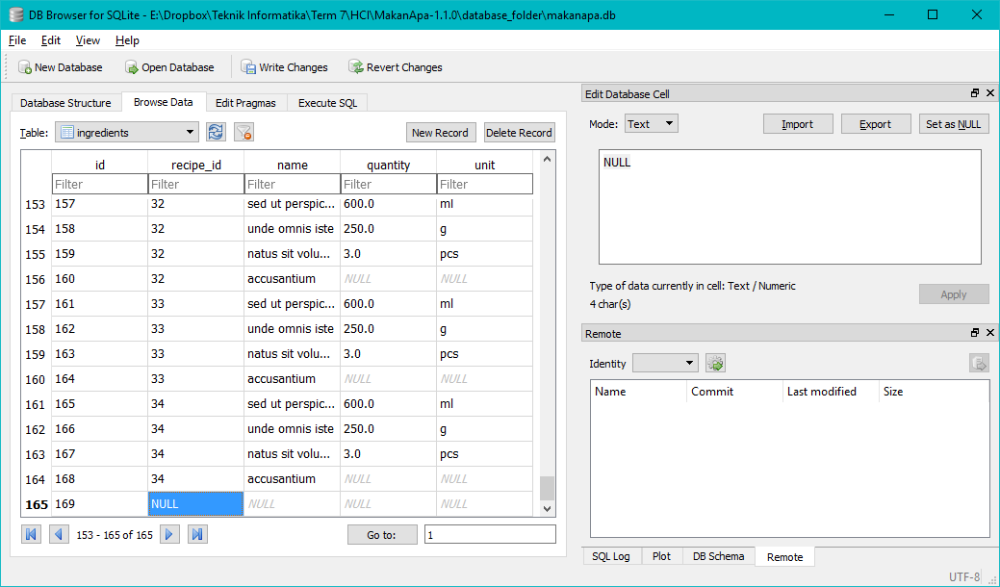 DB Browser for SQLite - E:\Dropbox\Teknik Informatika\Term 7\HCI\MakanApa-1.1.0\database_folder\makanapa.db
File Edit View Help
New Database Open Database Write Changes Revert Changes
Database Structure Browse Data Edit Pragmas Execute SQL
Table: ingredients New Record Delete Record
id recipe_id name quantity unit
Filter Filter Filter Filter Filter
153 157 32 sed ut perspic... 600.0 ml
154 158 32 unde omnis iste 250.0 g
155 159 32 natus sit volu... 3.0 pcs
156 160 32 accusantium NULL NULL
157 161 33 sed ut perspic... 600.0 ml
158 162 33 unde omnis iste 250.0 g
159 163 33 natus sit volu... 3.0 pcs
160 164 33 accusantium NULL NULL
161 165 34 sed ut perspic... 600.0 ml
162 166 34 unde omnis iste 250.0 g
163 167 34 natus sit volu... 3.0 pcs
164 168 34 accusantium NULL NULL
165 169 NULL NULL NULL NULL
153 - 165 of 165 Go to: 1
Edit Database Cell
Mode: Text Import Export Set as NULL
NULL
Type of data currently in cell: Text / Numeric
4 char(s)
Apply
Remote
Identity
Name Commit Last modified Size
SQL Log Plot DB Schema Remote
UTF-8